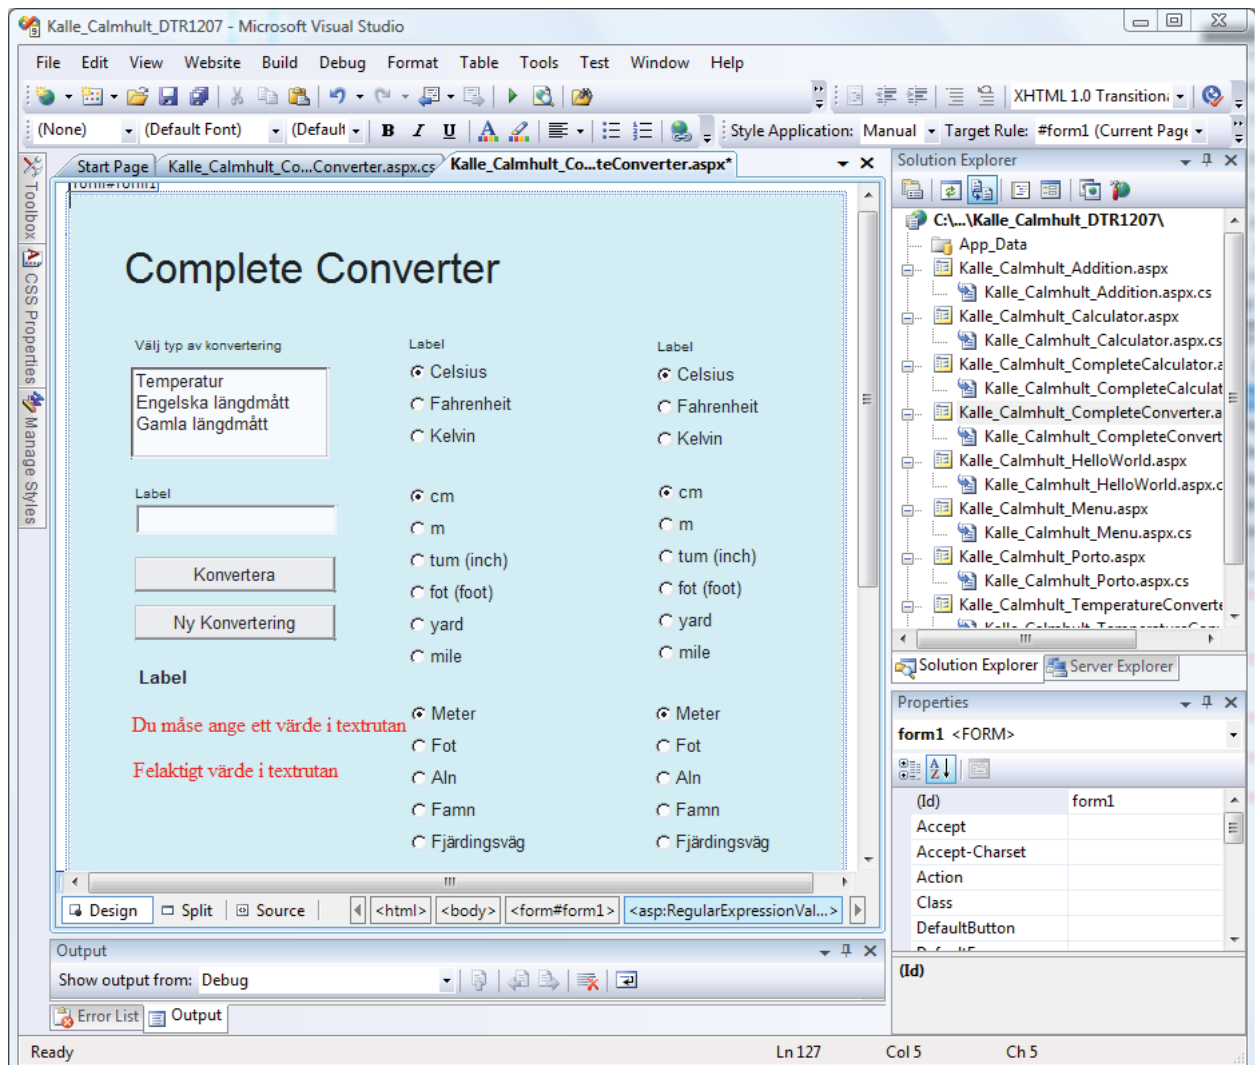 Kalle_Calmhult_DTR1207 - Microsoft Visual Studio
File Edit View Website Build Debug Format Table Tools Test Window Help
XHTML 1.0 Transition:
(None) (Default Font) (Default B I U A Style Application: Manual Target Rule: #form1 (Current Page
Toolbox
CSS Properties
Manage Styles
Start Page Kalle_Calmhult_Co...Converter.aspx.cs Kalle_Calmhult_Co...teConverter.aspx*
form#form1
Complete Converter
Välj typ av konvertering
Temperatur
Engelska längdmått
Gamla längdmått
Label
Konvertera
Ny Konvertering
Label
Du måse ange ett värde i textrutan
Felaktigt värde i textrutan
Label
Celsius
Fahrenheit
Kelvin
cm
m
tum (inch)
fot (foot)
yard
mile
Meter
Fot
Aln
Famn
Fjärdingsväg
Label
Celsius
Fahrenheit
Kelvin
cm
m
tum (inch)
fot (foot)
yard
mile
Meter
Fot
Aln
Famn
Fjärdingsväg
Design Split Source <html> <body> <form#form1> <asp:RegularExpressionVal...>
Output
Show output from: Debug
Error List Output
Solution Explorer
C:\...\Kalle_Calmhult_DTR1207\
App_Data
Kalle_Calmhult_Addition.aspx
Kalle_Calmhult_Addition.aspx.cs
Kalle_Calmhult_Calculator.aspx
Kalle_Calmhult_Calculator.aspx.cs
Kalle_Calmhult_CompleteCalculator.a
Kalle_Calmhult_CompleteCalculat
Kalle_Calmhult_CompleteConverter.a
Kalle_Calmhult_CompleteConvert
Kalle_Calmhult_HelloWorld.aspx
Kalle_Calmhult_HelloWorld.aspx.c
Kalle_Calmhult_Menu.aspx
Kalle_Calmhult_Menu.aspx.cs
Kalle_Calmhult_Porto.aspx
Kalle_Calmhult_Porto.aspx.cs
Kalle_Calmhult_TemperatureConverte
Solution Explorer Server Explorer
Properties
form1 <FORM>
(Id) form1
Accept
Accept-Charset
Action
Class
DefaultButton
(Id)
Ready Ln 127 Col 5 Ch 5